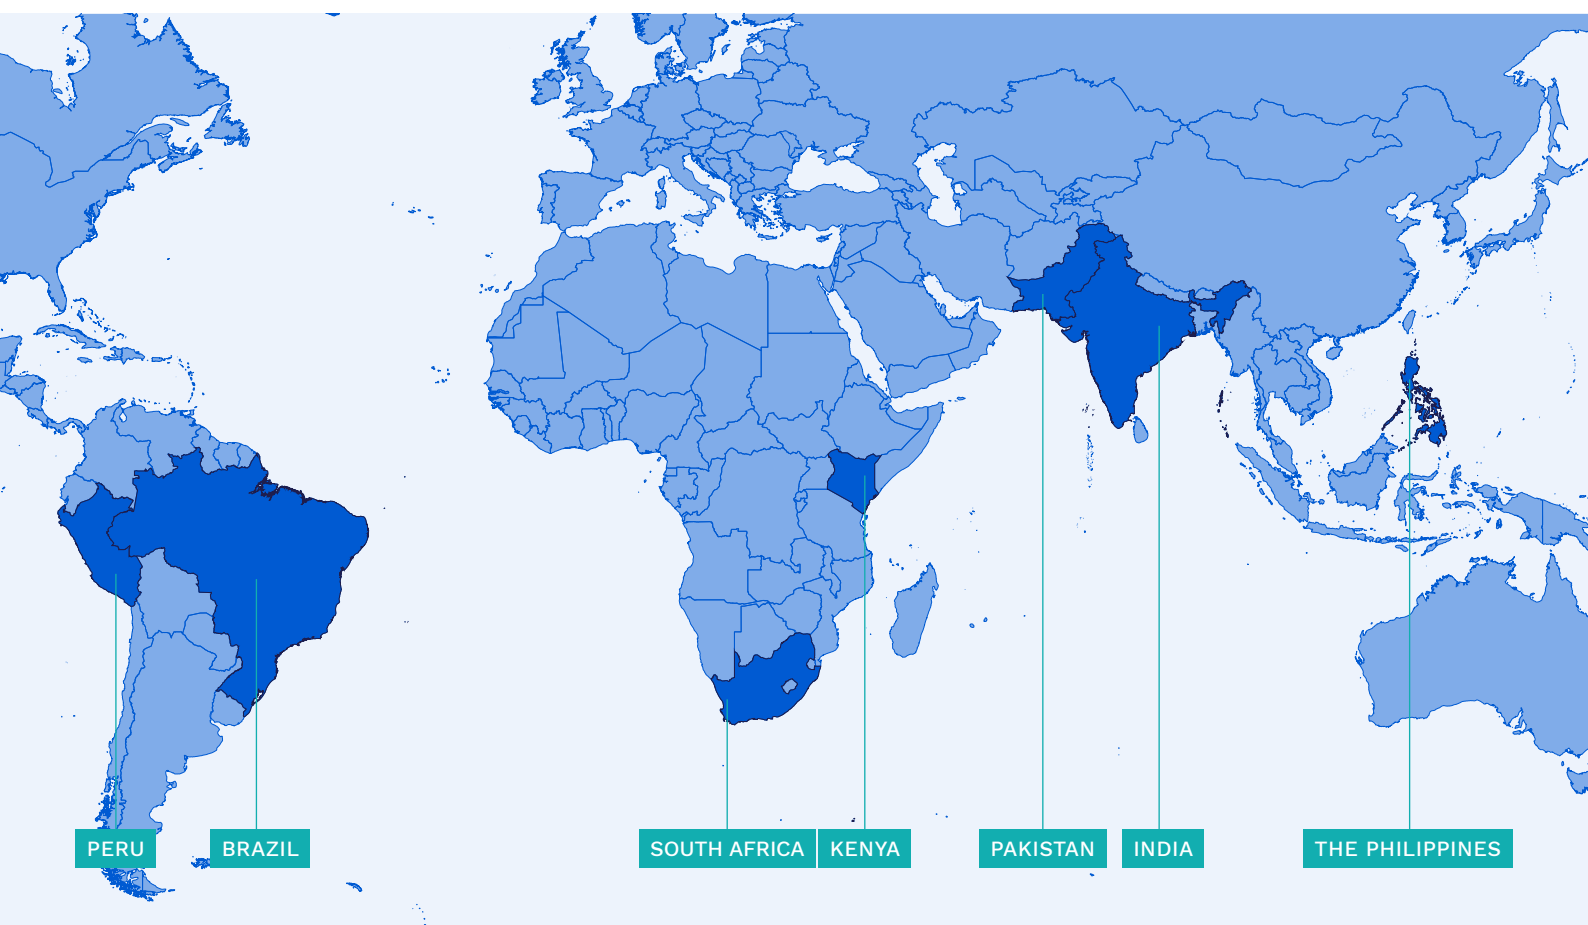 PERU
BRAZIL
SOUTH AFRICA
KENYA
PAKISTAN
INDIA
THE PHILIPPINES